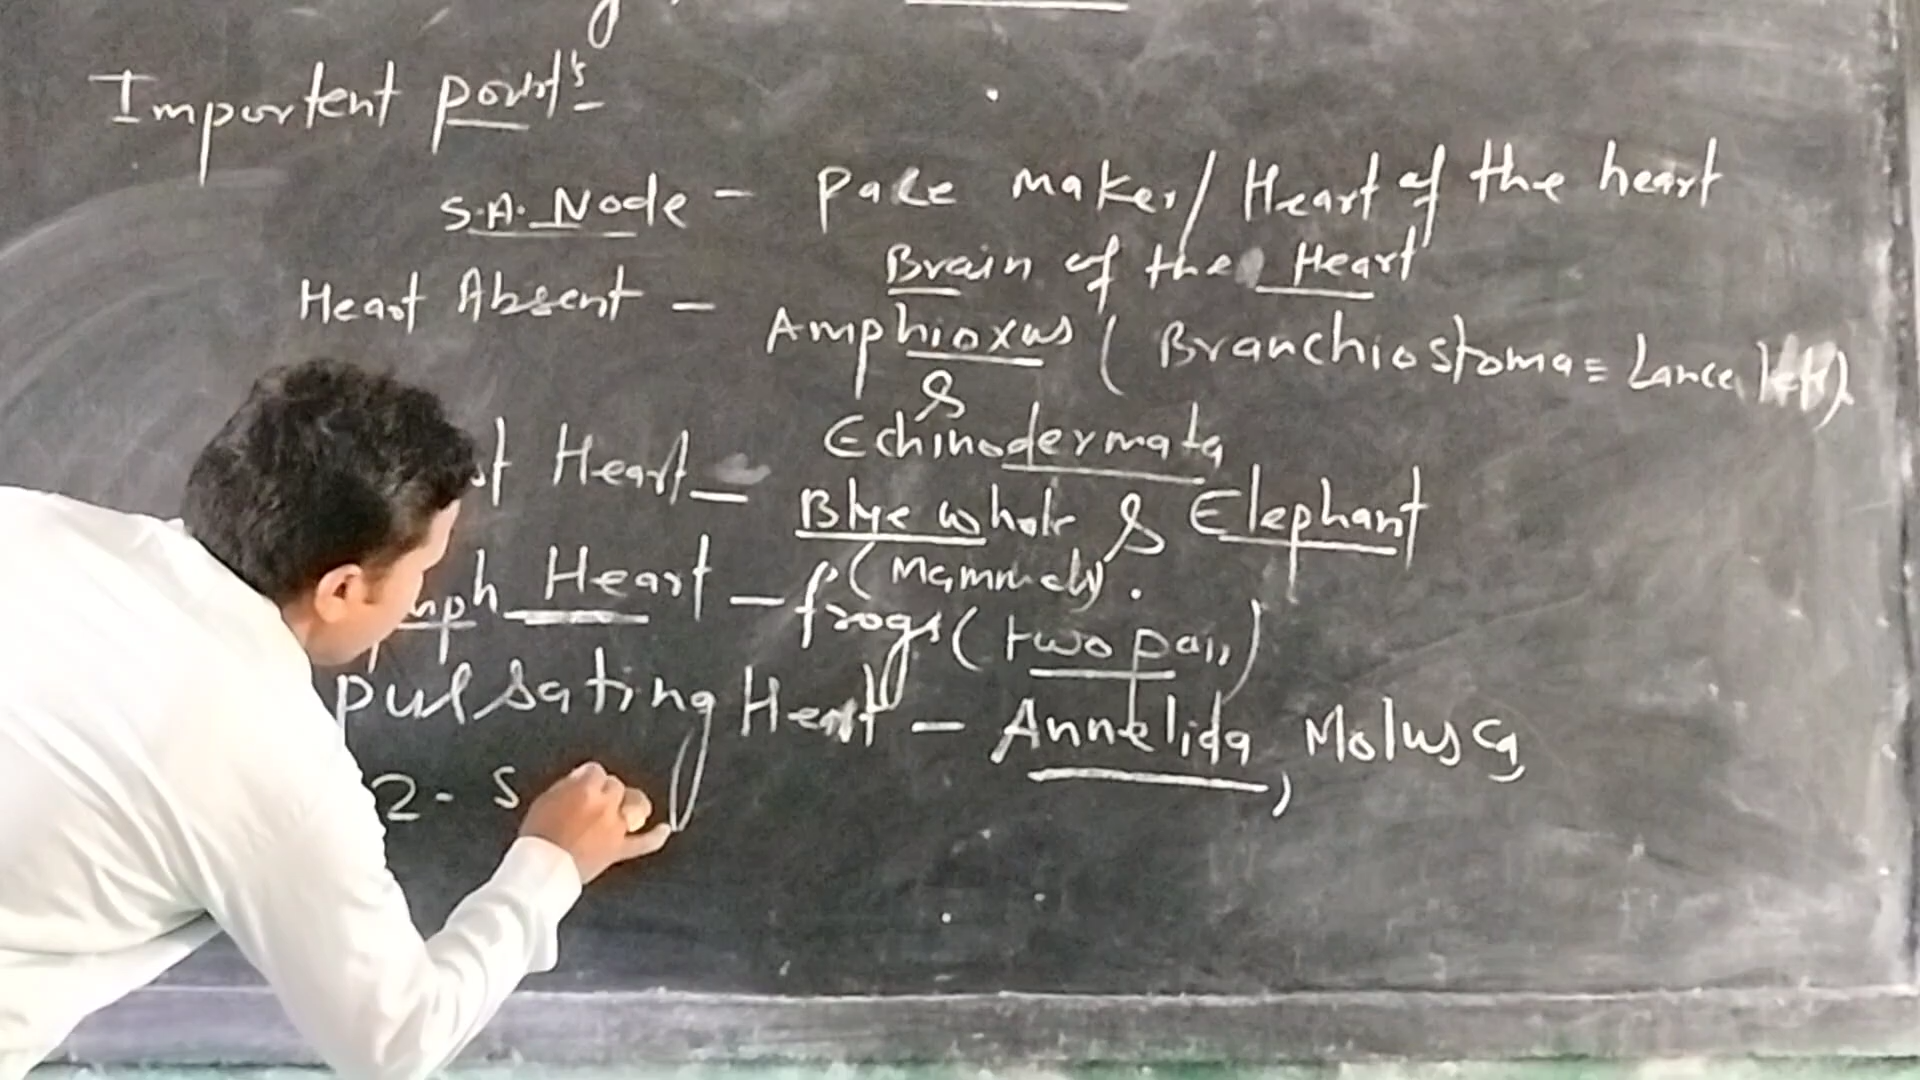 Importent point's
S.A. Node - pace maker / Heart of the heart
Brain of the Heart
Heart Absent - Amphioxus ( Branchiostoma =
&
Echinodermata
Heart - Blue whale & Elephant
(Mammals).
Heart - frogs (two pair)
pulsating Heart - Annelida, Molusca,
2- S